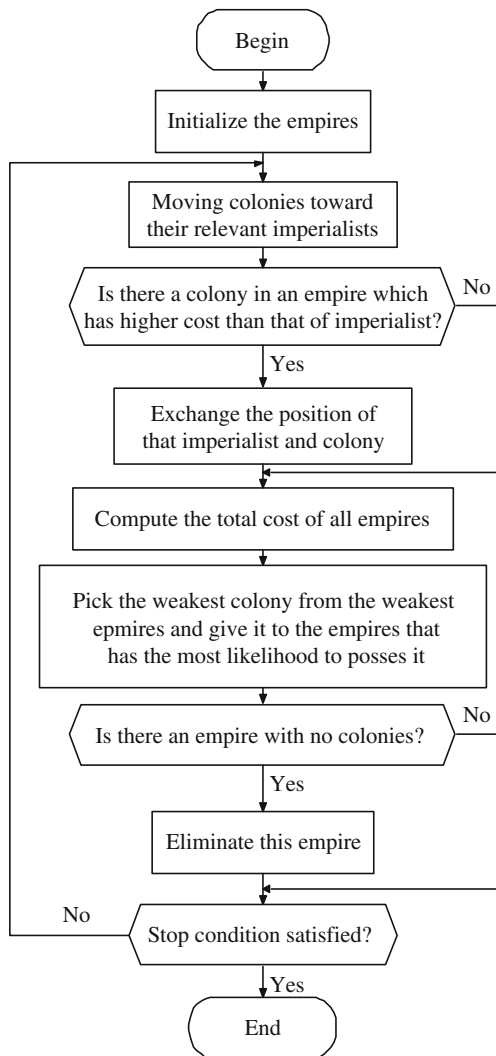 Begin
Initialize the empires
Moving colonies toward
their relevant imperialists
Is there a colony in an empire which
has higher cost than that of imperialist?
No
Yes
Exchange the position of
that imperialist and colony
Compute the total cost of all empires
Pick the weakest colony from the weakest
epmires and give it to the empires that
has the most likelihood to posses it
Is there an empire with no colonies?
No
Yes
Eliminate this empire
No
Stop condition satisfied?
Yes
End